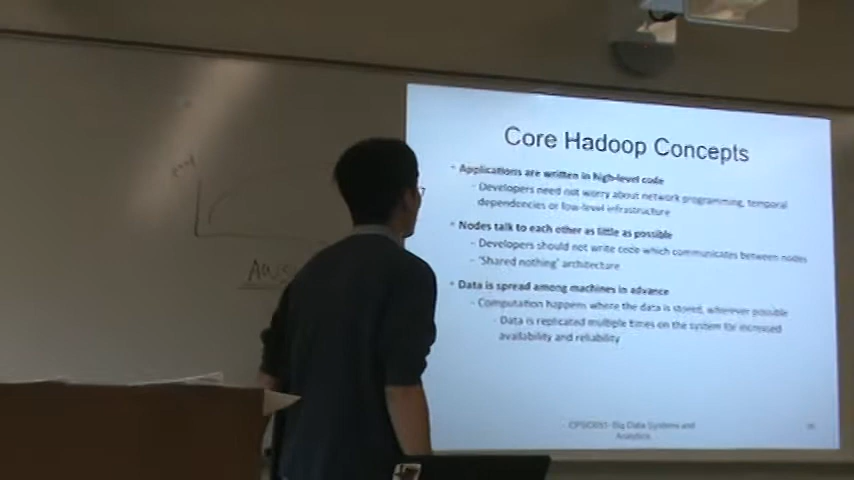 Core Hadoop Concepts
Applications are written in high-level code
Developers need not worry about network programming, temporal
dependencies or low-level infrastructure
Nodes talk to each other as little as possible
Developers should not write code which communicates between nodes
'Shared nothing' architecture
Data is spread among machines in advance
Computation happens where the data is stored, wherever possible
Data is replicated multiple times on the system for increased
availability and reliability
Big Data Systems and
Analytics
AWS